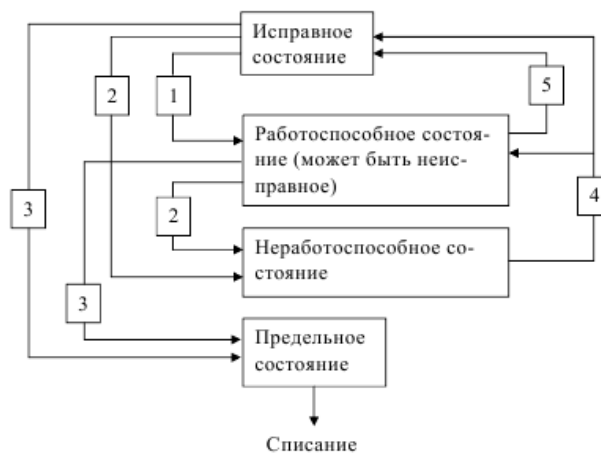 Исправное
состояние
5
2
1
Работоспособное состоя-
ние (может быть неис-
правное)
3
2
4
Неработоспособное со-
стояние
3
Предельное
состояние
Списание